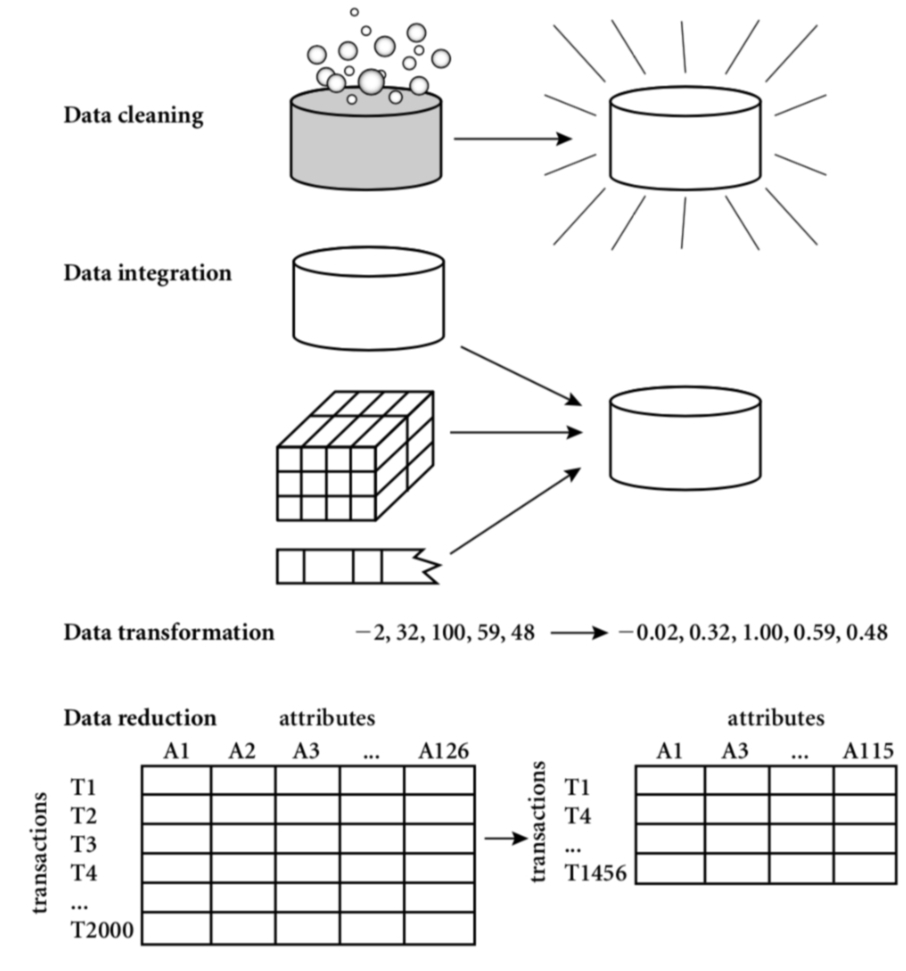 Data cleaning
Data integration
Data transformation −2, 32, 100, 59, 48 −0.02, 0.32, 1.00, 0.59, 0.48
Data reduction attributes
A1 A2 A3 ... A126
transactions
T1
T2
T3
T4
...
T2000
attributes
A1 A3 ... A115
transactions
T1
T4
...
T1456